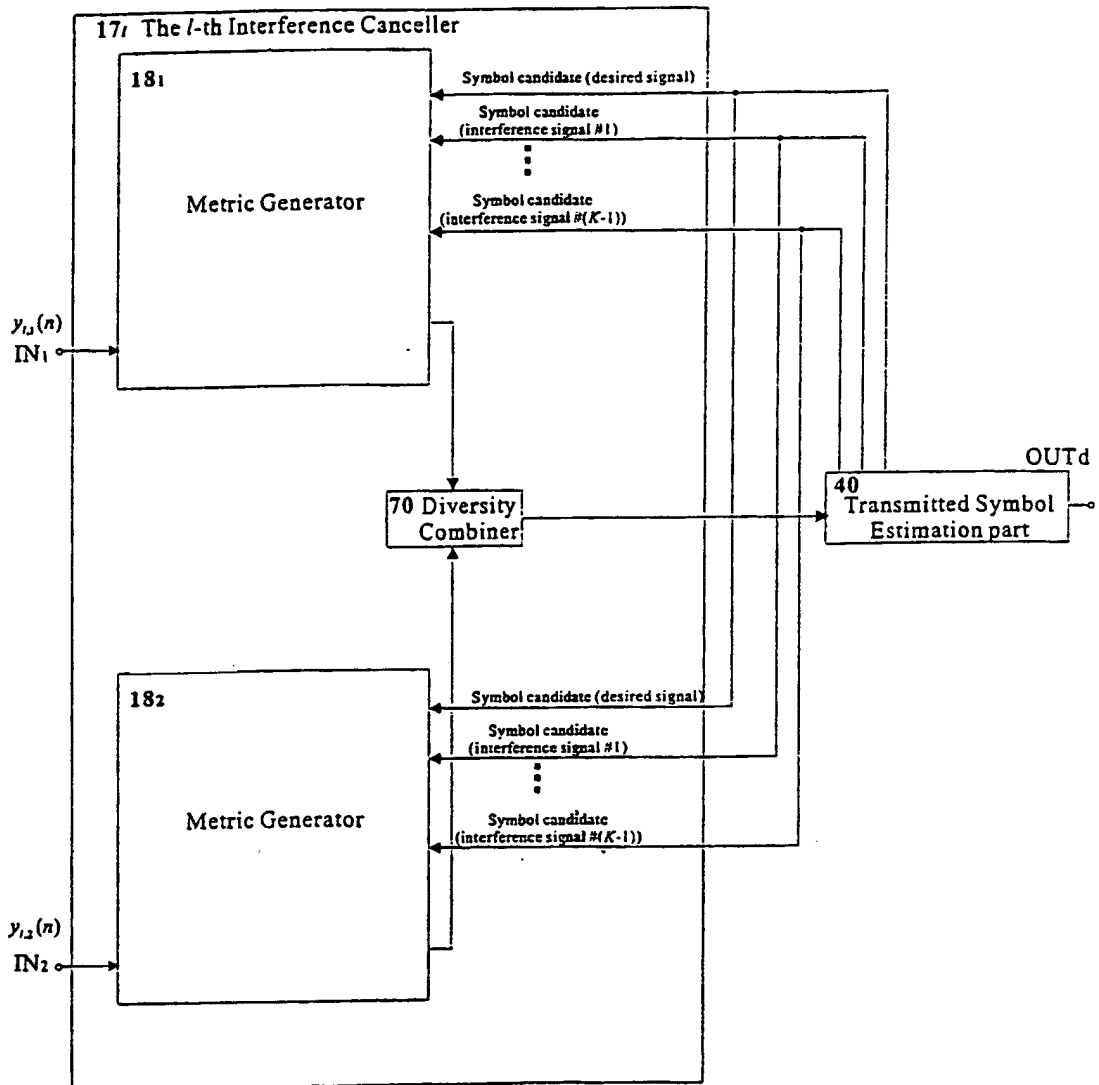 17l The l-th Interference Canceller
181
Symbol candidate (desired signal)
Symbol candidate
(interference signal #1)
Metric Generator
Symbol candidate
(interference signal #(K-1))
yl,1(n)
IN1
70 Diversity
Combiner
OUTd
40
Transmitted Symbol
Estimation part
182
Symbol candidate (desired signal)
Symbol candidate
(interference signal #1)
Metric Generator
Symbol candidate
(interference signal #(K-1))
yl,2(n)
IN2